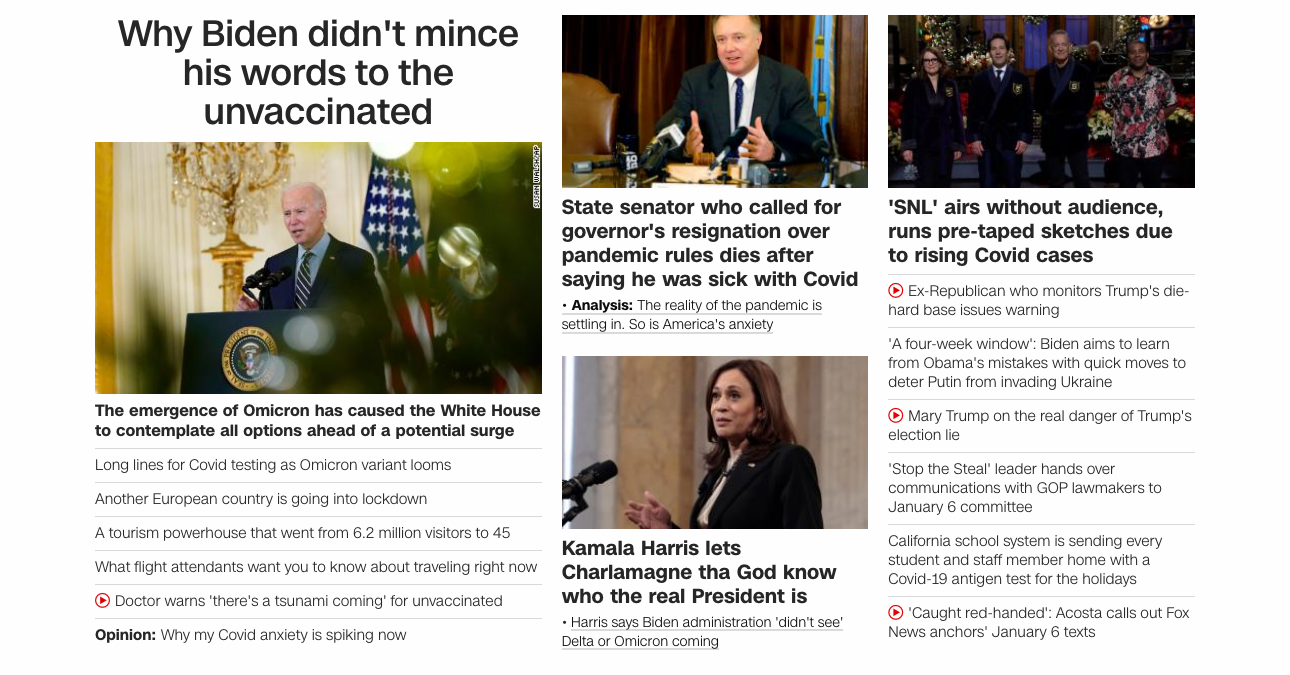 Why Biden didn't mince
his words to the
unvaccinated
SUSAN WALSH/AP
The emergence of Omicron has caused the White House
to contemplate all options ahead of a potential surge
Long lines for Covid testing as Omicron variant looms
Another European country is going into lockdown
A tourism powerhouse that went from 6.2 million visitors to 45
What flight attendants want you to know about traveling right now
Doctor warns 'there's a tsunami coming' for unvaccinated
Opinion: Why my Covid anxiety is spiking now
State senator who called for
governor's resignation over
pandemic rules dies after
saying he was sick with Covid
• Analysis: The reality of the pandemic is
settling in. So is America's anxiety
Kamala Harris lets
Charlamagne tha God know
who the real President is
• Harris says Biden administration 'didn't see'
Delta or Omicron coming
'SNL' airs without audience,
runs pre-taped sketches due
to rising Covid cases
Ex-Republican who monitors Trump's die-
hard base issues warning
'A four-week window': Biden aims to learn
from Obama's mistakes with quick moves to
deter Putin from invading Ukraine
Mary Trump on the real danger of Trump's
election lie
'Stop the Steal' leader hands over
communications with GOP lawmakers to
January 6 committee
California school system is sending every
student and staff member home with a
Covid-19 antigen test for the holidays
'Caught red-handed': Acosta calls out Fox
News anchors' January 6 texts